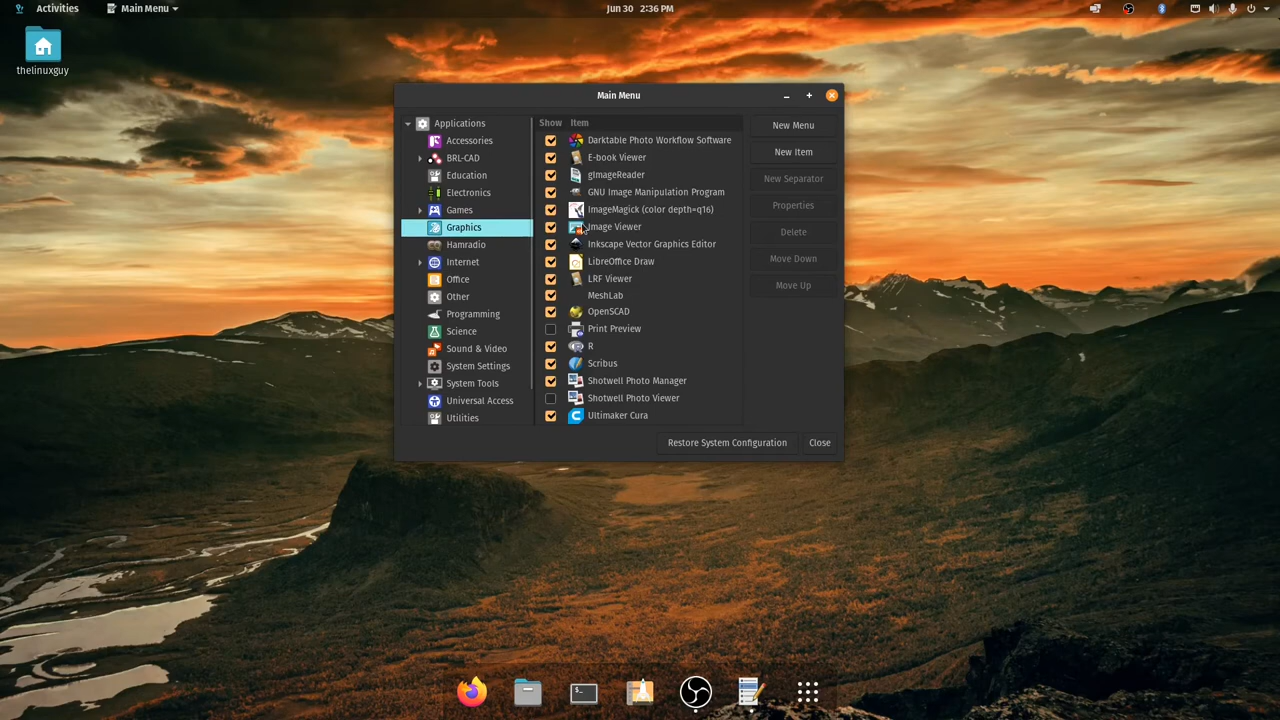 Activities
Main Menu
Jun 30 2:36 PM
thelinuxguy
Main Menu
Applications
Accessories
BRL-CAD
Education
Electronics
Games
Graphics
Hamradio
Internet
Office
Other
Programming
Science
Sound & Video
System Settings
System Tools
Universal Access
Utilities
Show Item
Darktable Photo Workflow Software
E-book Viewer
gImageReader
GNU Image Manipulation Program
ImageMagick (color depth=q16)
Image Viewer
Inkscape Vector Graphics Editor
LibreOffice Draw
LRF Viewer
MeshLab
OpenSCAD
Print Preview
R
Scribus
Shotwell Photo Manager
Shotwell Photo Viewer
Ultimaker Cura
New Menu
New Item
New Separator
Properties
Delete
Move Down
Move Up
Restore System Configuration
Close